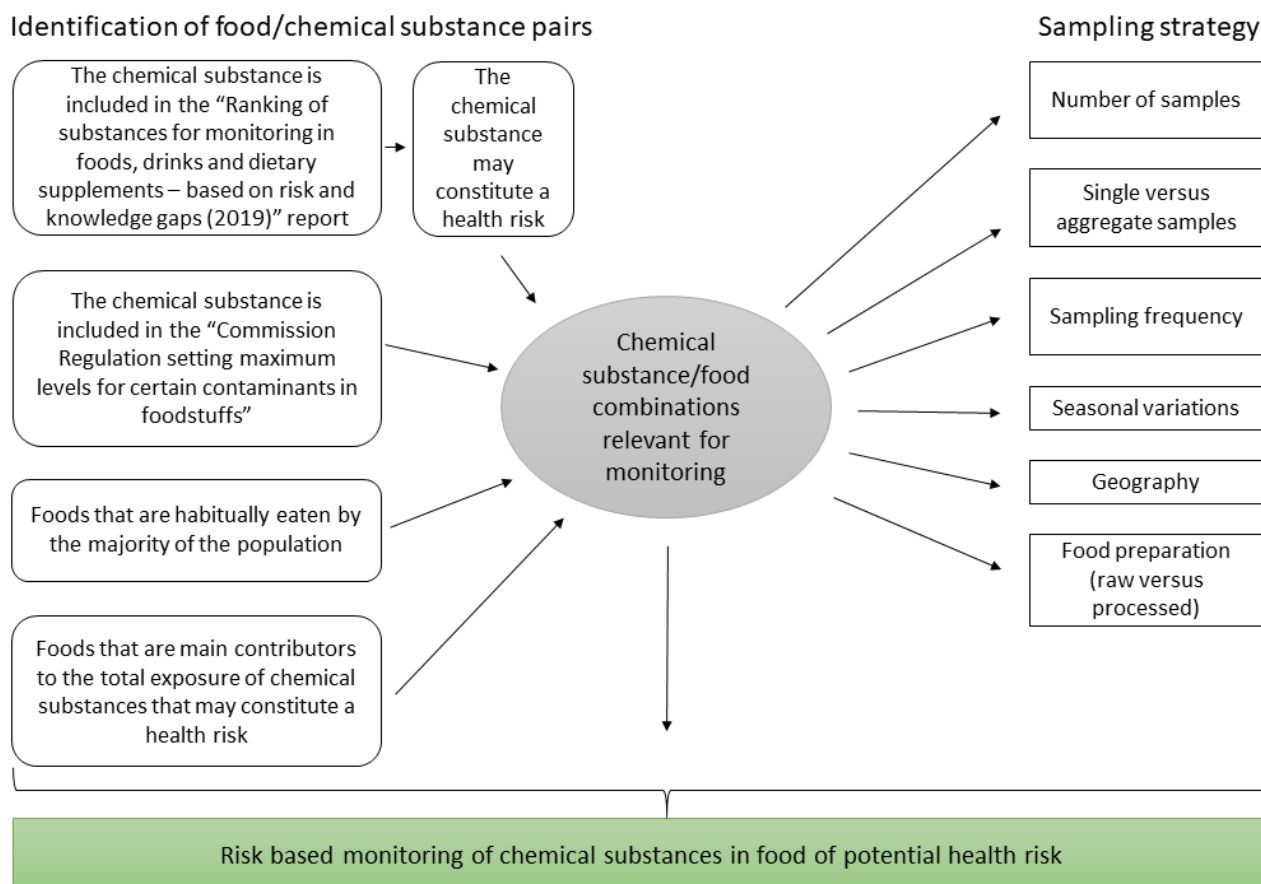 Identification of food/chemical substance pairs
The chemical substance is
included in the “Ranking of
substances for monitoring in
foods, drinks and dietary
supplements – based on risk and
knowledge gaps (2019)” report
The
chemical
substance
may
constitute a
health risk
The chemical substance is
included in the “Commission
Regulation setting maximum
levels for certain contaminants in
foodstuffs”
Foods that are habitually eaten by
the majority of the population
Foods that are main contributors
to the total exposure of chemical
substances that may constitute a
health risk
Chemical
substance/food
combinations
relevant for
monitoring
Sampling strategy
Number of samples
Single versus
aggregate samples
Sampling frequency
Seasonal variations
Geography
Food preparation
(raw versus
processed)
Risk based monitoring of chemical substances in food of potential health risk